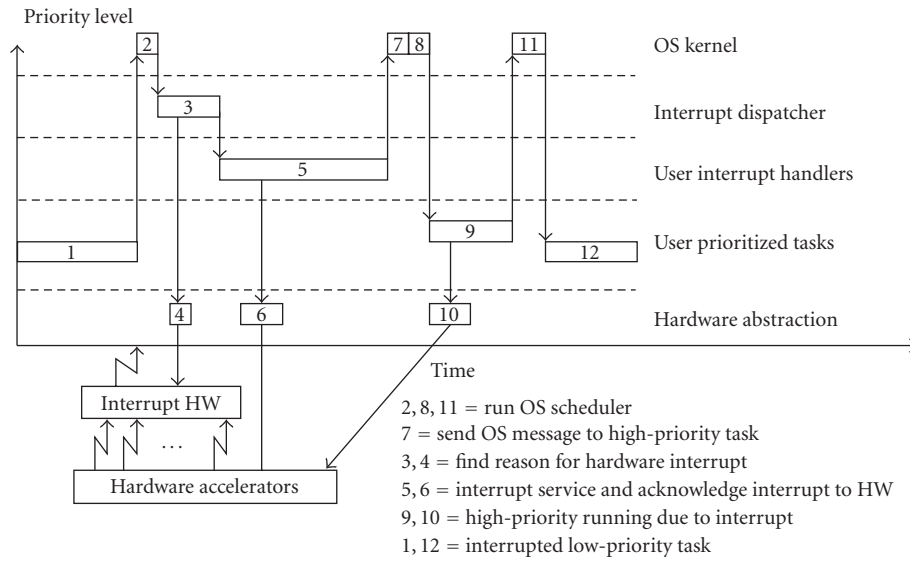 Priority level
2
7 8
11
OS kernel
3
Interrupt dispatcher
5
User interrupt handlers
9
1
12
User prioritized tasks
4
6
10
Hardware abstraction
Time
Interrupt HW
...
Hardware accelerators
2, 8, 11 = run OS scheduler
7 = send OS message to high-priority task
3, 4 = find reason for hardware interrupt
5, 6 = interrupt service and acknowledge interrupt to HW
9, 10 = high-priority running due to interrupt
1, 12 = interrupted low-priority task